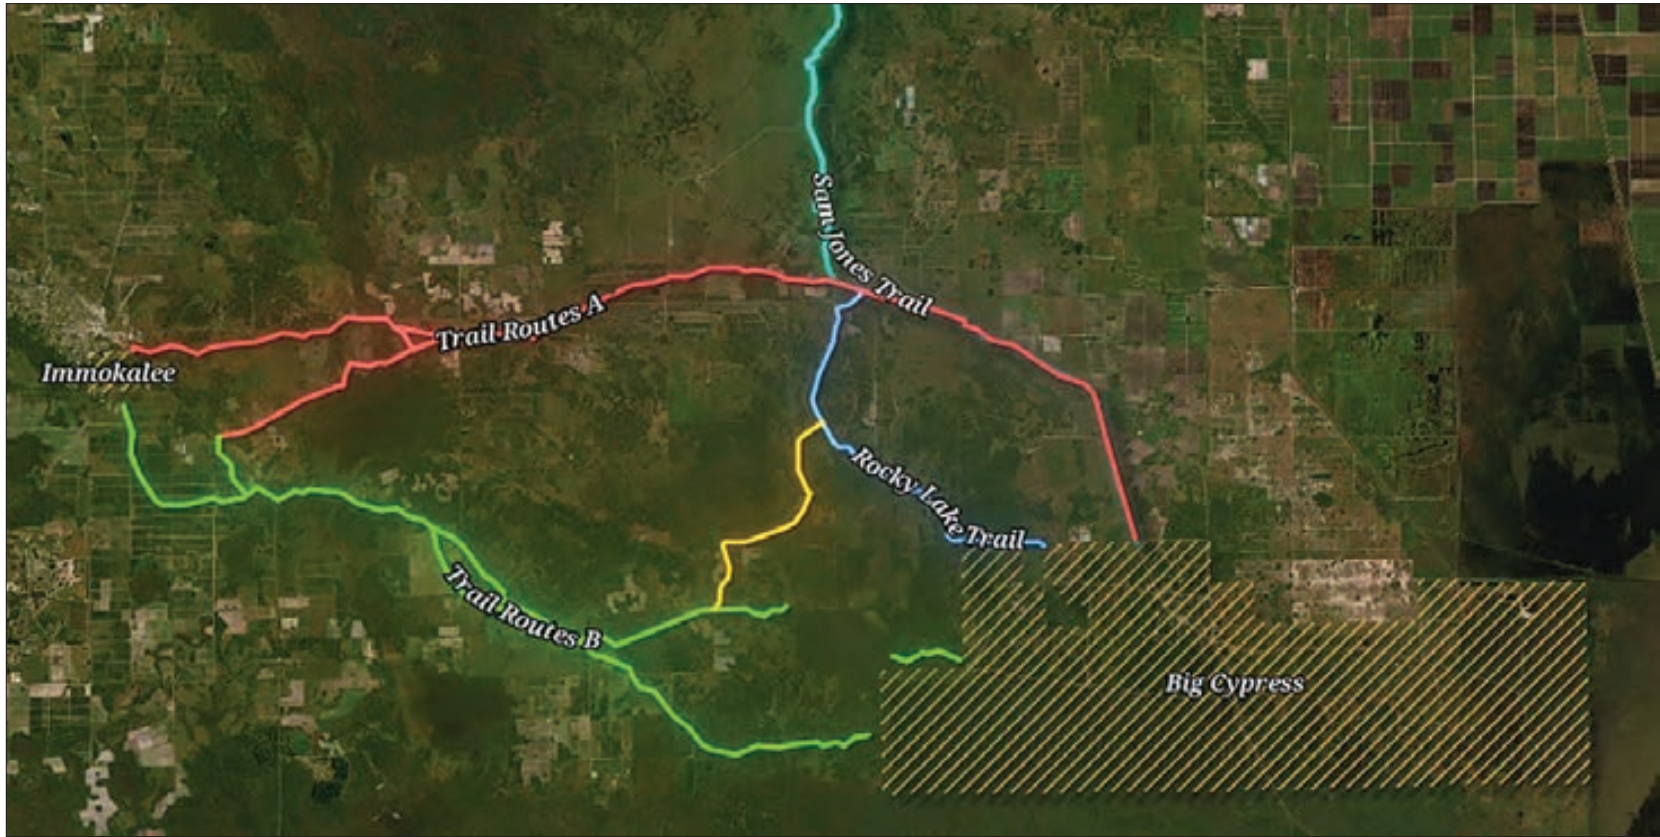 Sam Jones Trail
Trail Routes A
Immokalee
Rocky Lake Trail
Trail Routes B
Big Cypress